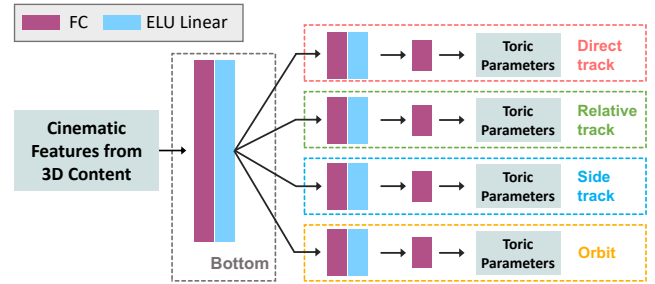 FC
ELU Linear
Cinematic
Features from
3D Content
Bottom
Toric
Parameters
Direct
track
Toric
Parameters
Relative
track
Toric
Parameters
Side
track
Toric
Parameters
Orbit